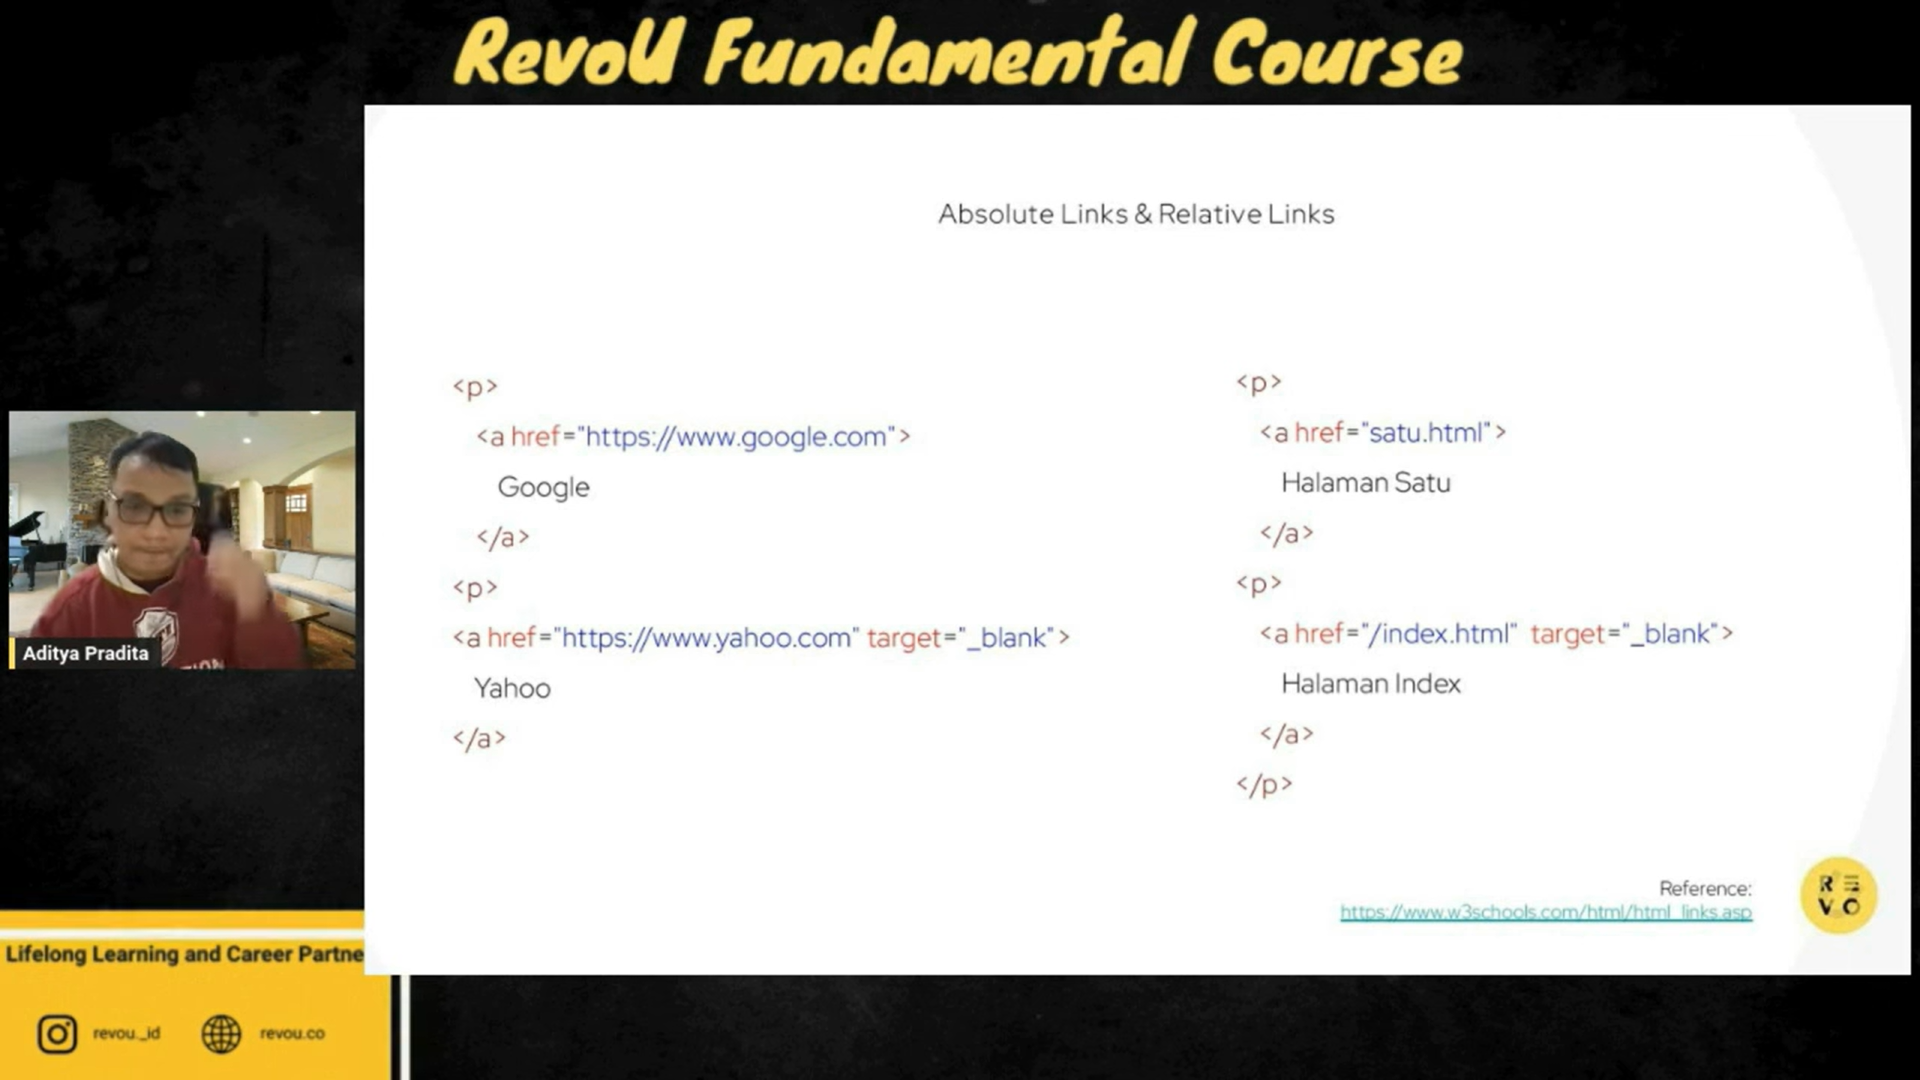 RevoU Fundamental Course
Absolute Links & Relative Links
<p>
<a href="https://www.google.com">
Google
</a>
<p>
<a href="https://www.yahoo.com" target="_blank">
Yahoo
</a>
<p>
<a href="satu.html">
Halaman Satu
</a>
<p>
<a href="/index.html" target="_blank">
Halaman Index
</a>
</p>
Reference:
https://www.w3schools.com/html/html_links.asp
R E
V O
Aditya Pradita
Lifelong Learning and Career Partne
revou_id
revou.co